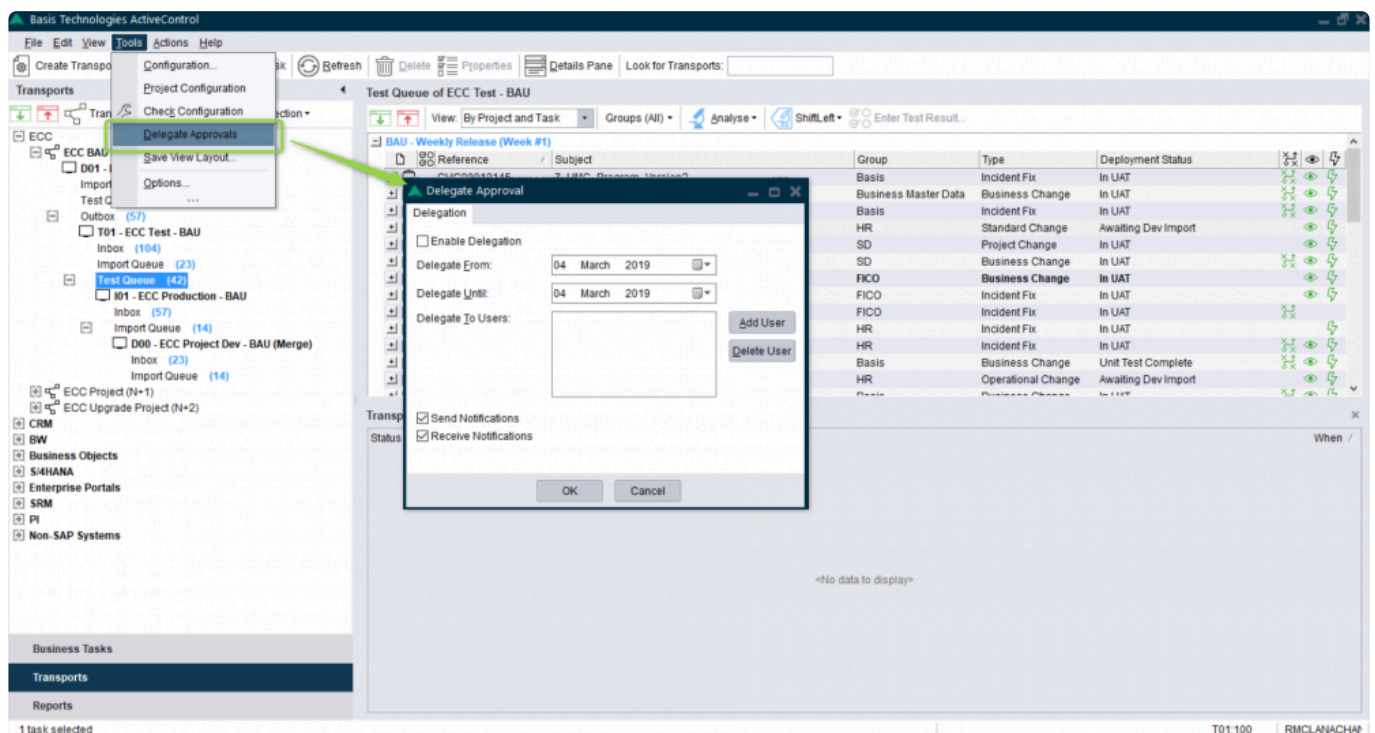 Basis Technologies ActiveControl
File Edit View Tools Actions Help
Create Transpo
sk Refresh Delete Properties Details Pane Look for Transports:
Configuration...
Project Configuration
Check Configuration
Delegate Approvals
Save View Layout...
Options...
...
Transports
Tran
ection
ECC
ECC BAU
D01 - 
Import
Test Q
Outbox (57)
T01 - ECC Test - BAU
Inbox (104)
Import Queue (23)
Test Queue (42)
I01 - ECC Production - BAU
Inbox (57)
Import Queue (14)
D00 - ECC Project Dev - BAU (Merge)
Inbox (23)
Import Queue (14)
ECC Project (N+1)
ECC Upgrade Project (N+2)
CRM
BW
Business Objects
S/4HANA
Enterprise Portals
SRM
PI
Non-SAP Systems
Business Tasks
Transports
Reports
Test Queue of ECC Test - BAU
View: By Project and Task Groups (All) Analyse ShiftLeft Enter Test Result...
BAU - Weekly Release (Week #1)
Reference Subject Group Type Deployment Status
Basis Incident Fix In UAT
Business Master Data Business Change In UAT
Basis Incident Fix In UAT
HR Standard Change Awaiting Dev Import
SD Project Change In UAT
SD Business Change In UAT
FICO Business Change In UAT
FICO Incident Fix In UAT
FICO Incident Fix In UAT
HR Incident Fix In UAT
HR Incident Fix In UAT
Basis Business Change Unit Test Complete
HR Operational Change Awaiting Dev Import
Delegate Approval
Delegation
Enable Delegation
Delegate From: 04 March 2019
Delegate Until: 04 March 2019
Delegate To Users:
Add User
Delete User
Send Notifications
Receive Notifications
OK Cancel
Transp
Status
When
<No data to display>
1 task selected
T01:100 RMCLANACHAN